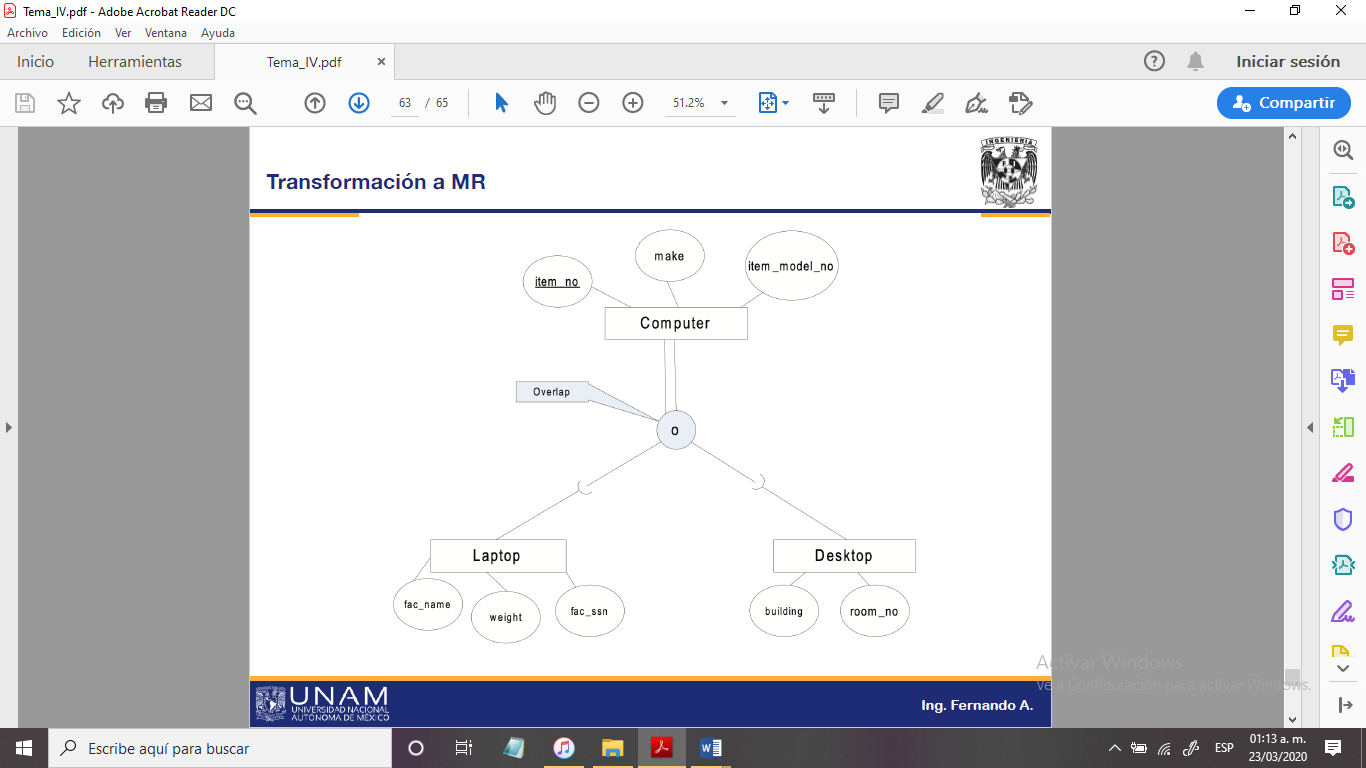 Tema_IV.pdf - Adobe Acrobat Reader DC
Archivo Edición Ver Ventana Ayuda
Inicio Herramientas Tema_IV.pdf × Iniciar sesión
63 / 65 51.2% Compartir
INGENIERIA
Transformación a MR
make
item_model_no
item_no
Computer
Overlap
o
Laptop Desktop
fac_name weight fac_ssn building room_no
Activar Windows
Ve a Configuración para activar Windows.
UNAM
UNIVERSIDAD NACIONAL
AUTÓNOMA DE MÉXICO
Ing. Fernando A.
Escribe aquí para buscar
ESP
01:13 a. m.
23/03/2020